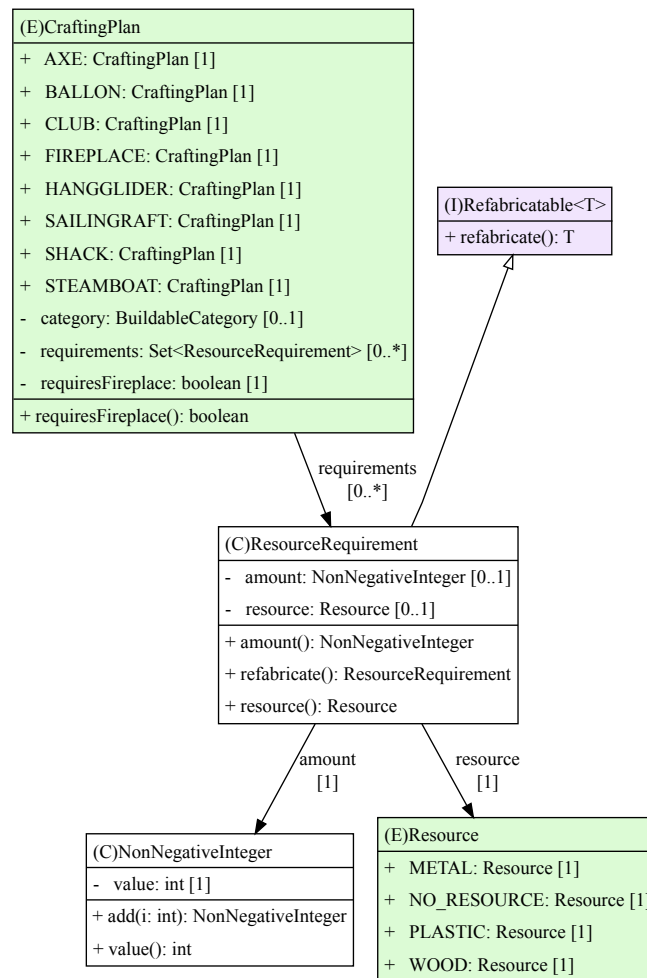 (E)CraftingPlan
+ AXE: CraftingPlan [1]
+ BALLON: CraftingPlan [1]
+ CLUB: CraftingPlan [1]
+ FIREPLACE: CraftingPlan [1]
+ HANGGLIDER: CraftingPlan [1]
+ SAILINGRAFT: CraftingPlan [1]
+ SHACK: CraftingPlan [1]
+ STEAMBOAT: CraftingPlan [1]
- category: BuildableCategory [0..1]
- requirements: Set<ResourceRequirement> [0..*]
- requiresFireplace: boolean [1]
+ requiresFireplace(): boolean
(I)Refabricatable<T>
+ refabricate(): T
requirements
[0..*]
(C)ResourceRequirement
- amount: NonNegativeInteger [0..1]
- resource: Resource [0..1]
+ amount(): NonNegativeInteger
+ refabricate(): ResourceRequirement
+ resource(): Resource
amount
[1]
resource
[1]
(C)NonNegativeInteger
- value: int [1]
+ add(i: int): NonNegativeInteger
+ value(): int
(E)Resource
+ METAL: Resource [1]
+ NO_RESOURCE: Resource [1]
+ PLASTIC: Resource [1]
+ WOOD: Resource [1]